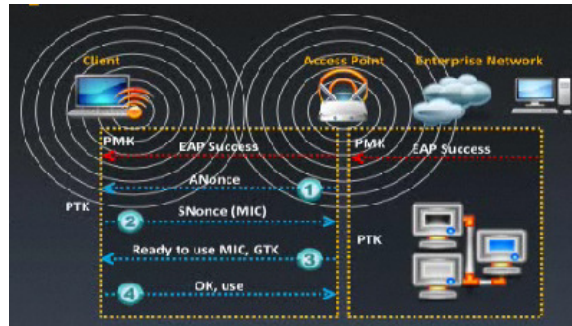 Client
Access Point
Enterprise Network
PMK
EAP Success
PMK
EAP Success
ANonce
1
PTK
2
SNonce (MIC)
PTK
Ready to use MIC, GTK
3
4
OK, use